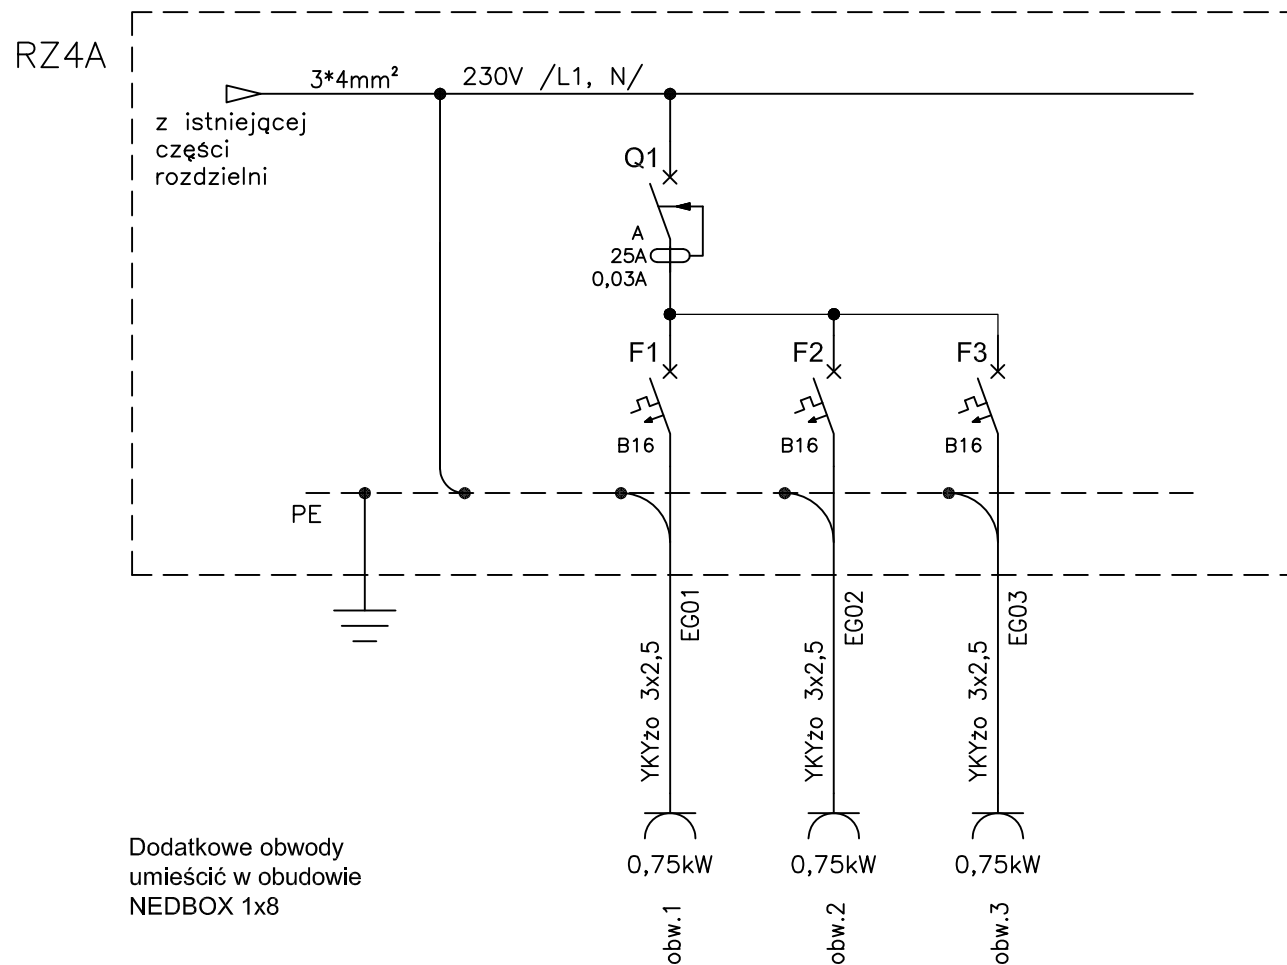 RZ4A
3*4mm²
230V /L1, N/
z istniejącej
części
rozdzielni
Q1
A
25A
0,03A
F1
F2
F3
B16
B16
B16
PE
EG01
EG02
EG03
YKYżo 3x2,5
YKYżo 3x2,5
YKYżo 3x2,5
0,75kW
0,75kW
0,75kW
obw.1
obw.2
obw.3
Dodatkowe obwody
umieścić w obudowie
NEDBOX 1x8